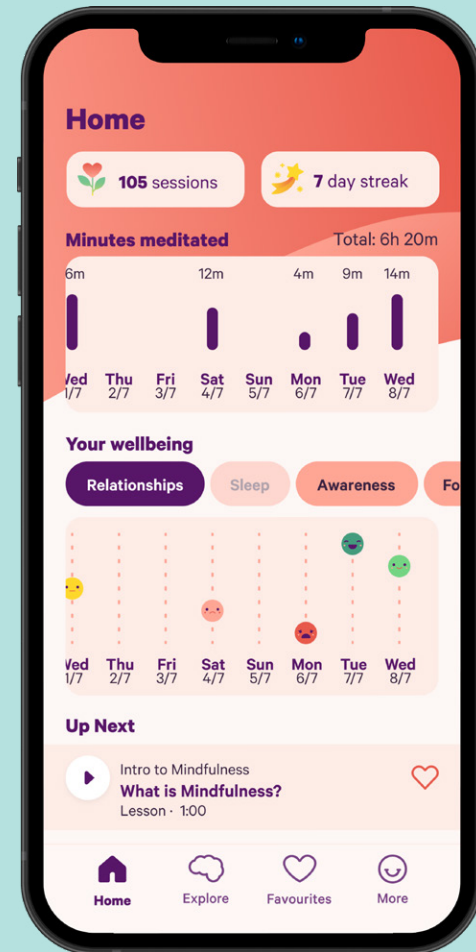 Home
105 sessions
7 day streak
Minutes meditated
Total: 6h 20m
6m 12m 4m 9m 14m
Thu Fri Sat Sun Mon Tue Wed
1/7 2/7 3/7 4/7 5/7 6/7 7/7 8/7
Your wellbeing
Relationships Sleep Awareness
Thu Fri Sat Sun Mon Tue Wed
1/7 2/7 3/7 4/7 5/7 6/7 7/7 8/7
Up Next
Intro to Mindfulness
What is Mindfulness?
Lesson · 1:00
Home Explore Favourites More